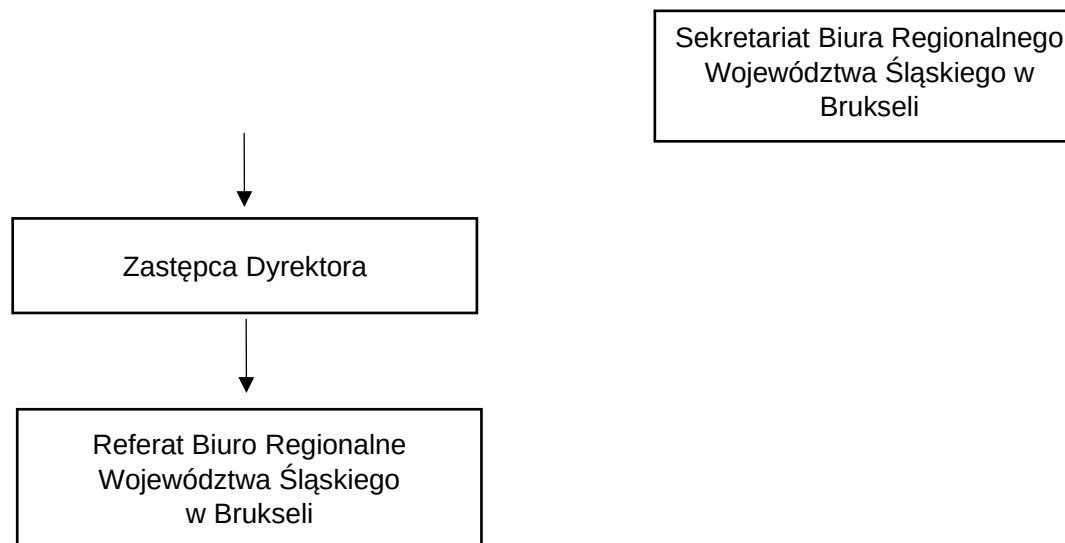 Sekretariat Biura Regionalnego
Województwa Śląskiego w
Brukseli
Zastępca Dyrektora
Referat Biuro Regionalne
Województwa Śląskiego
w Brukseli